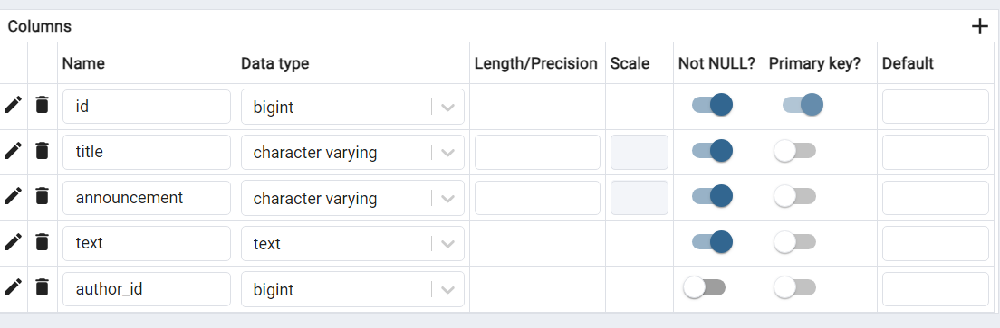 Columns
Name Data type Length/Precision Scale Not NULL? Primary key? Default
id bigint
title character varying
announcement character varying
text text
author_id bigint